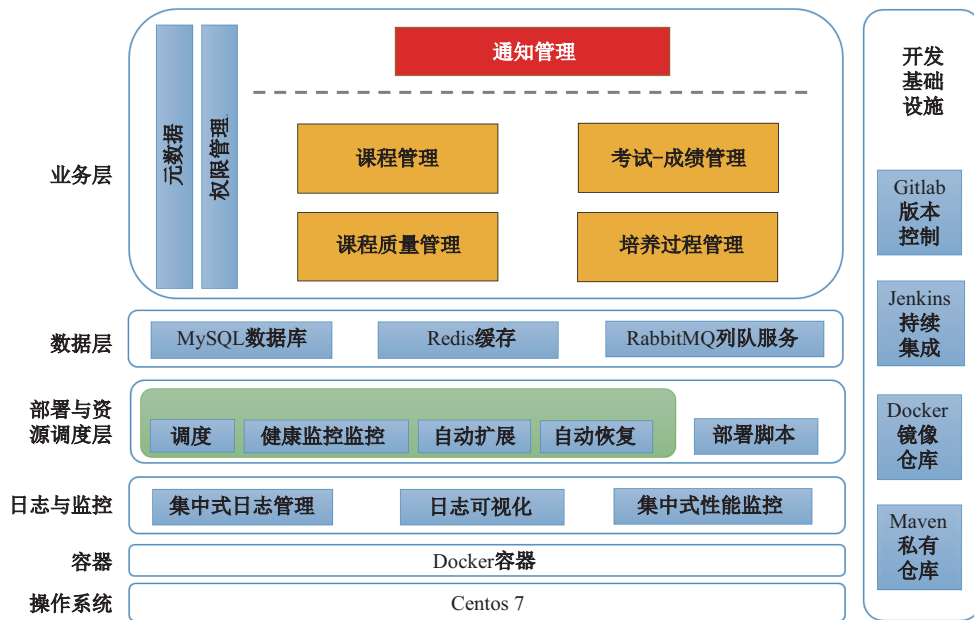 业务层
元数据
权限管理
通知管理
课程管理
考试-成绩管理
课程质量管理
培养过程管理
数据层
MySQL数据库
Redis缓存
RabbitMQ列队服务
部署与资
源调度层
调度
健康监控监控
自动扩展
自动恢复
部署脚本
日志与监控
集中式日志管理
日志可视化
集中式性能监控
容器
Docker容器
操作系统
Centos 7
开发
基础
设施
Gitlab
版本
控制
Jenkins
持续
集成
Docker
镜像
仓库
Maven
私有
仓库